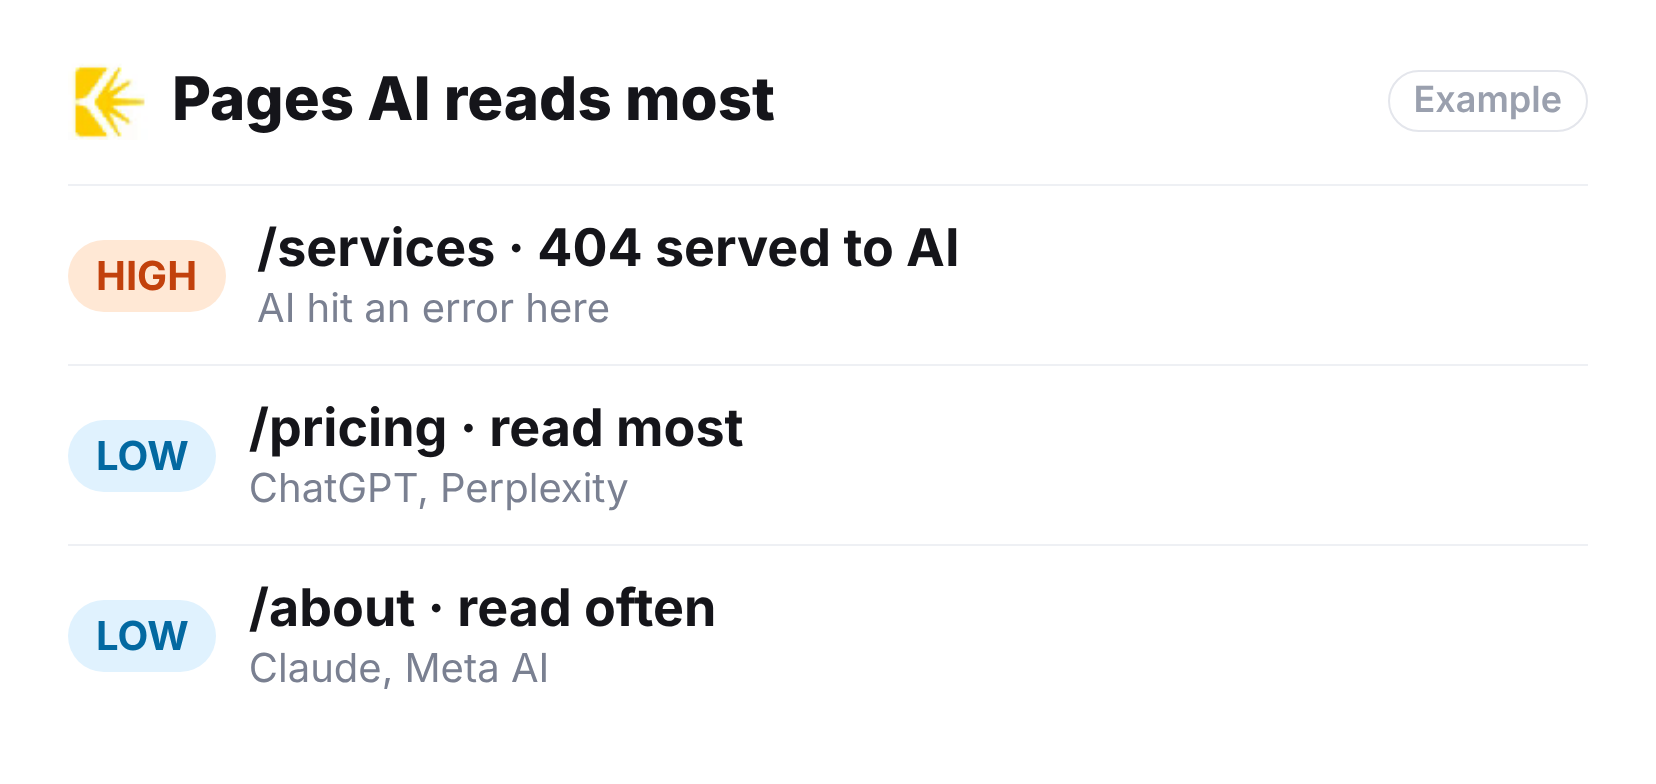 Pages AI reads most
Example
HIGH
/services · 404 served to AI
AI hit an error here
LOW
/pricing · read most
ChatGPT, Perplexity
LOW
/about · read often
Claude, Meta AI